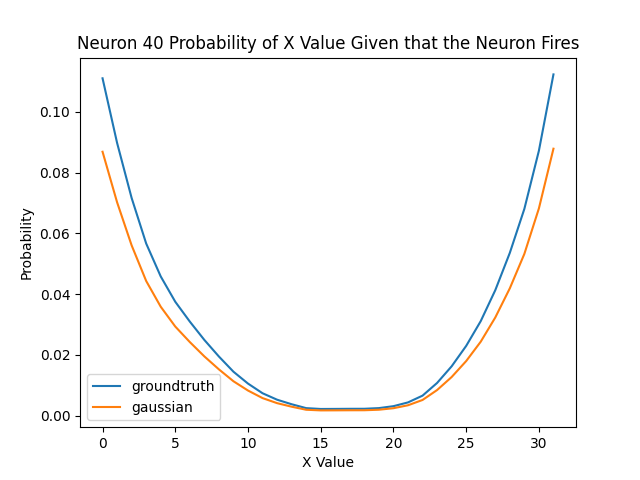 Neuron 40 Probability of X Value Given that the Neuron Fires
0.10
0.08
0.06
0.04
0.02
0.00
Probability
groundtruth
gaussian
0 5 10 15 20 25 30
X Value